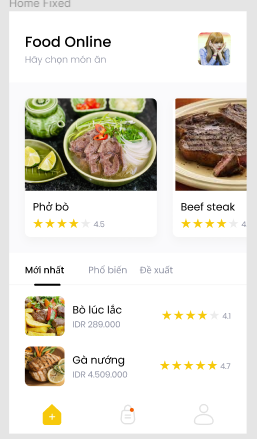 Home Fixed
Food Online
Hãy chọn món ăn
Phở bò
4.5
Beef steak
4
Mới nhất Phổ biến Đề xuất
Bò lúc lắc
IDR 289.000
4.1
Gà nướng
IDR 4.509.000
4.7